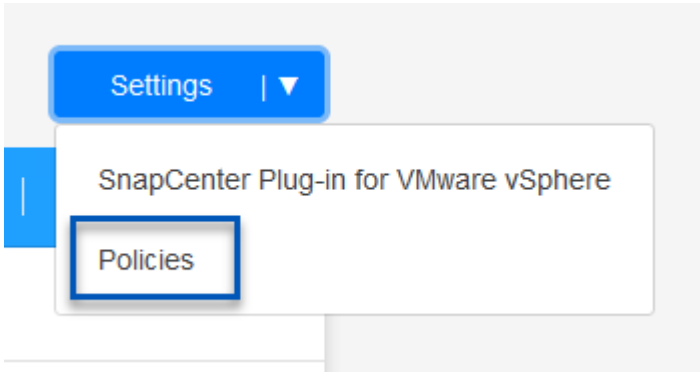 Settings | ▼
SnapCenter Plug-in for VMware vSphere
Policies